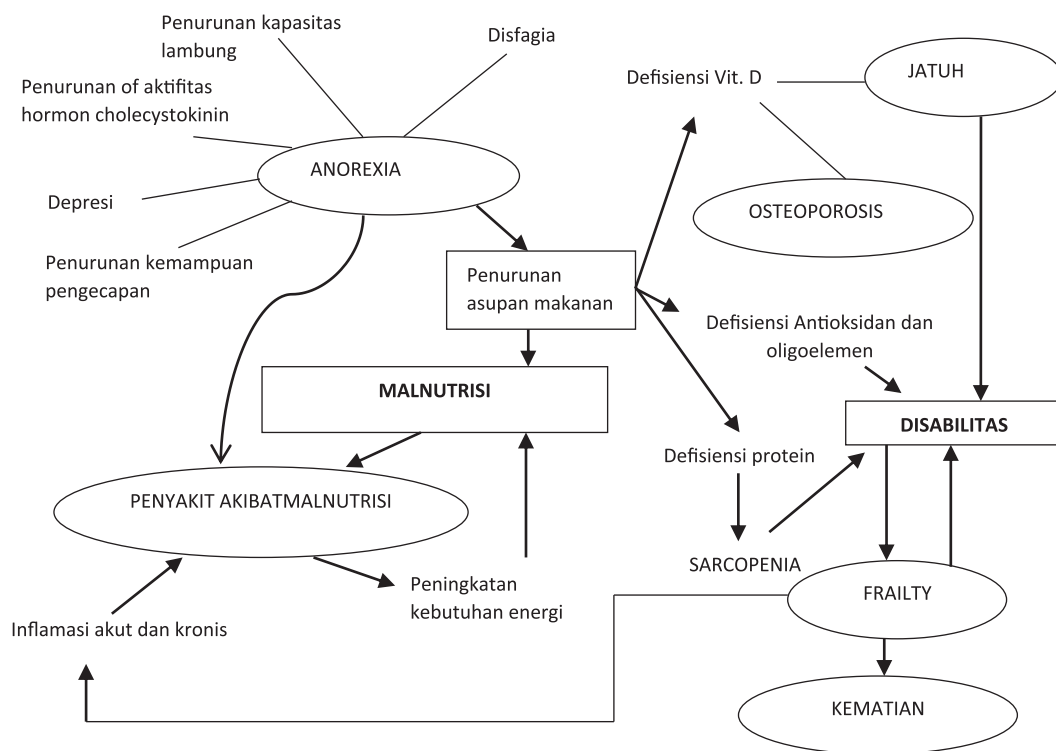 Penurunan kapasitas
lambung
Disfagia
Penurunan of aktifitas
hormon cholecystokinin
ANOREXIA
Depresi
Penurunan kemampuan
pengecapan
Defisiensi Vit. D
JATUH
OSTEOPOROSIS
Penurunan
asupan makanan
Defisiensi Antioksidan dan
oligoelemen
MALNUTRISI
DISABILITAS
Defisiensi protein
PENYAKIT AKIBATMALNUTRISI
SARCOPENIA
Peningkatan
kebutuhan energi
FRAILTY
Inflamasi akut dan kronis
KEMATIAN